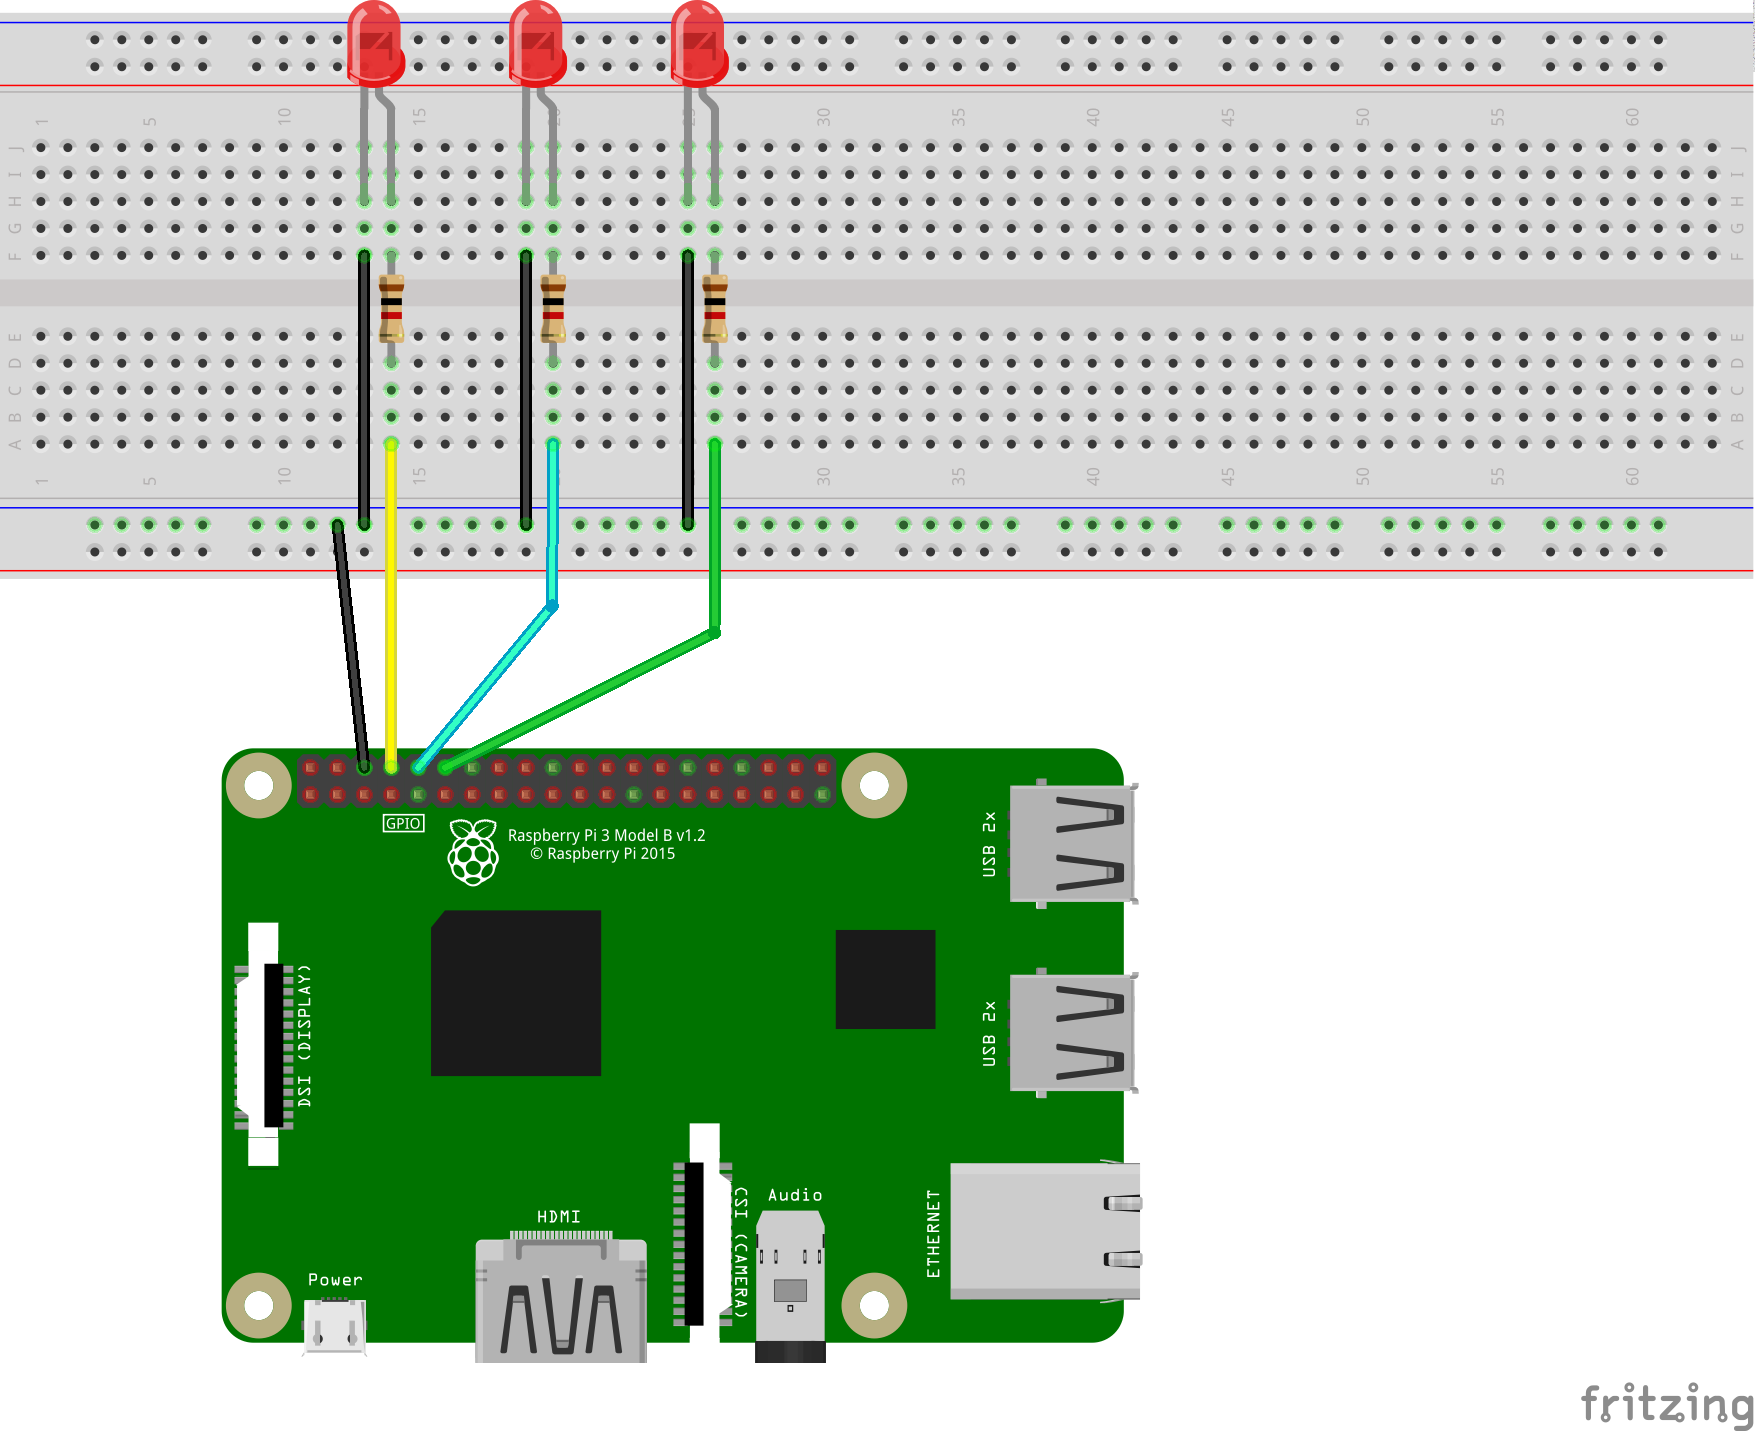 1 5 10 15 20 25 30 35 40 45 50 55 60
J J
I I
H H
G G
F F
E E
D D
C C
B B
A A
1 5 10 15 30 35 40 45 50 55 60
GPIO
Raspberry Pi 3 Model B v1.2
© Raspberry Pi 2015
USB 2x
USB 2x
DSI (DISPLAY)
CSI (CAMERA)
Audio
ETHERNET
HDMI
Power
fritzing